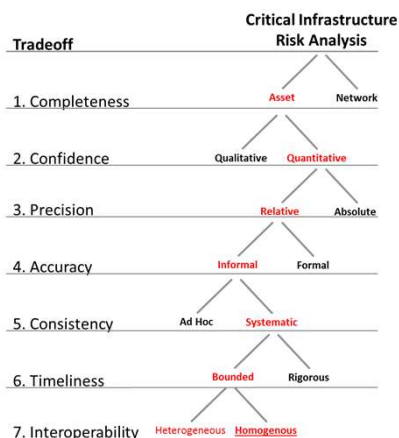 Critical Infrastructure
Tradeoff Risk Analysis
1. Completeness Asset Network
2. Confidence Qualitative Quantitative
3. Precision Relative Absolute
4. Accuracy Informal Formal
5. Consistency Ad Hoc Systematic
6. Timeliness Bounded Rigorous
7. Interoperability Heterogeneous Homogenous